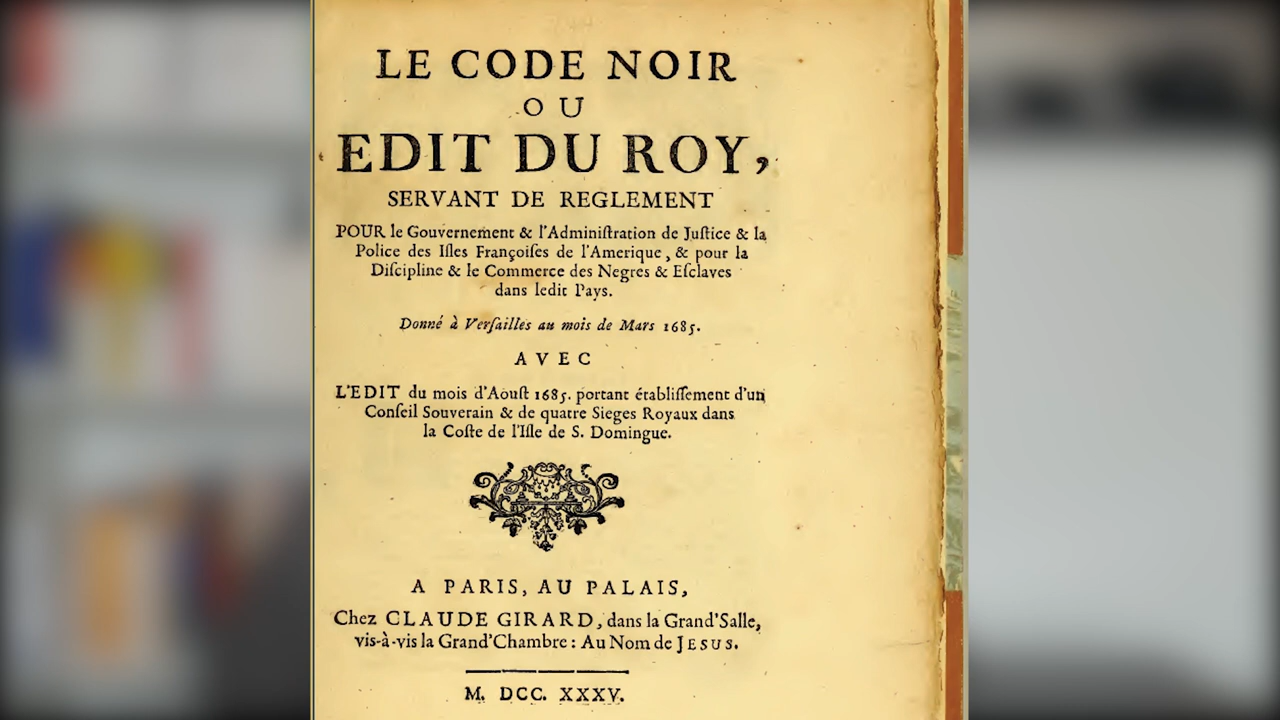 LE CODE NOIR
OU
EDIT DU ROY,
SERVANT DE REGLEMENT
POUR le Gouvernement & l'Adminiſtration de Juſtice & la
Police des Iſles Françoiſes de l'Amerique, & pour la
Diſcipline & le Commerce des Negres & Eſclaves
dans ledit Pays.
Donné à Verſailles au mois de Mars 1685.
AVEC
L'EDIT du mois d'Aouſt 1685. portant établiſſement d'un
Conſeil Souverain & de quatre Sieges Royaux dans
la Coſte de l'Iſle de S. Domingue.
A PARIS, AU PALAIS,
Chez CLAUDE GIRARD, dans la Grand'Salle,
vis-à-vis la Grand'Chambre : Au Nom de JESUS.
M. DCC. XXXV.